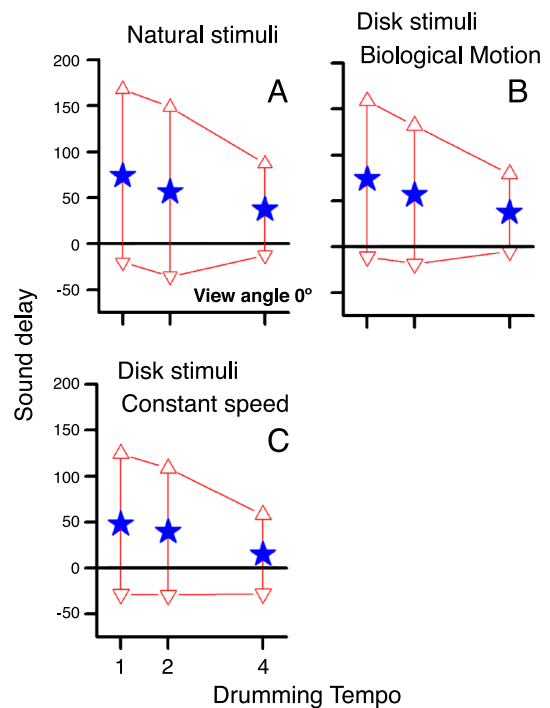 Natural stimuli
A
200
150
100
50
0
-50
View angle 0°
Disk stimuli
Biological Motion
B
Sound delay
Disk stimuli
Constant speed
C
200
150
100
50
0
-50
1 2 4
Drumming Tempo